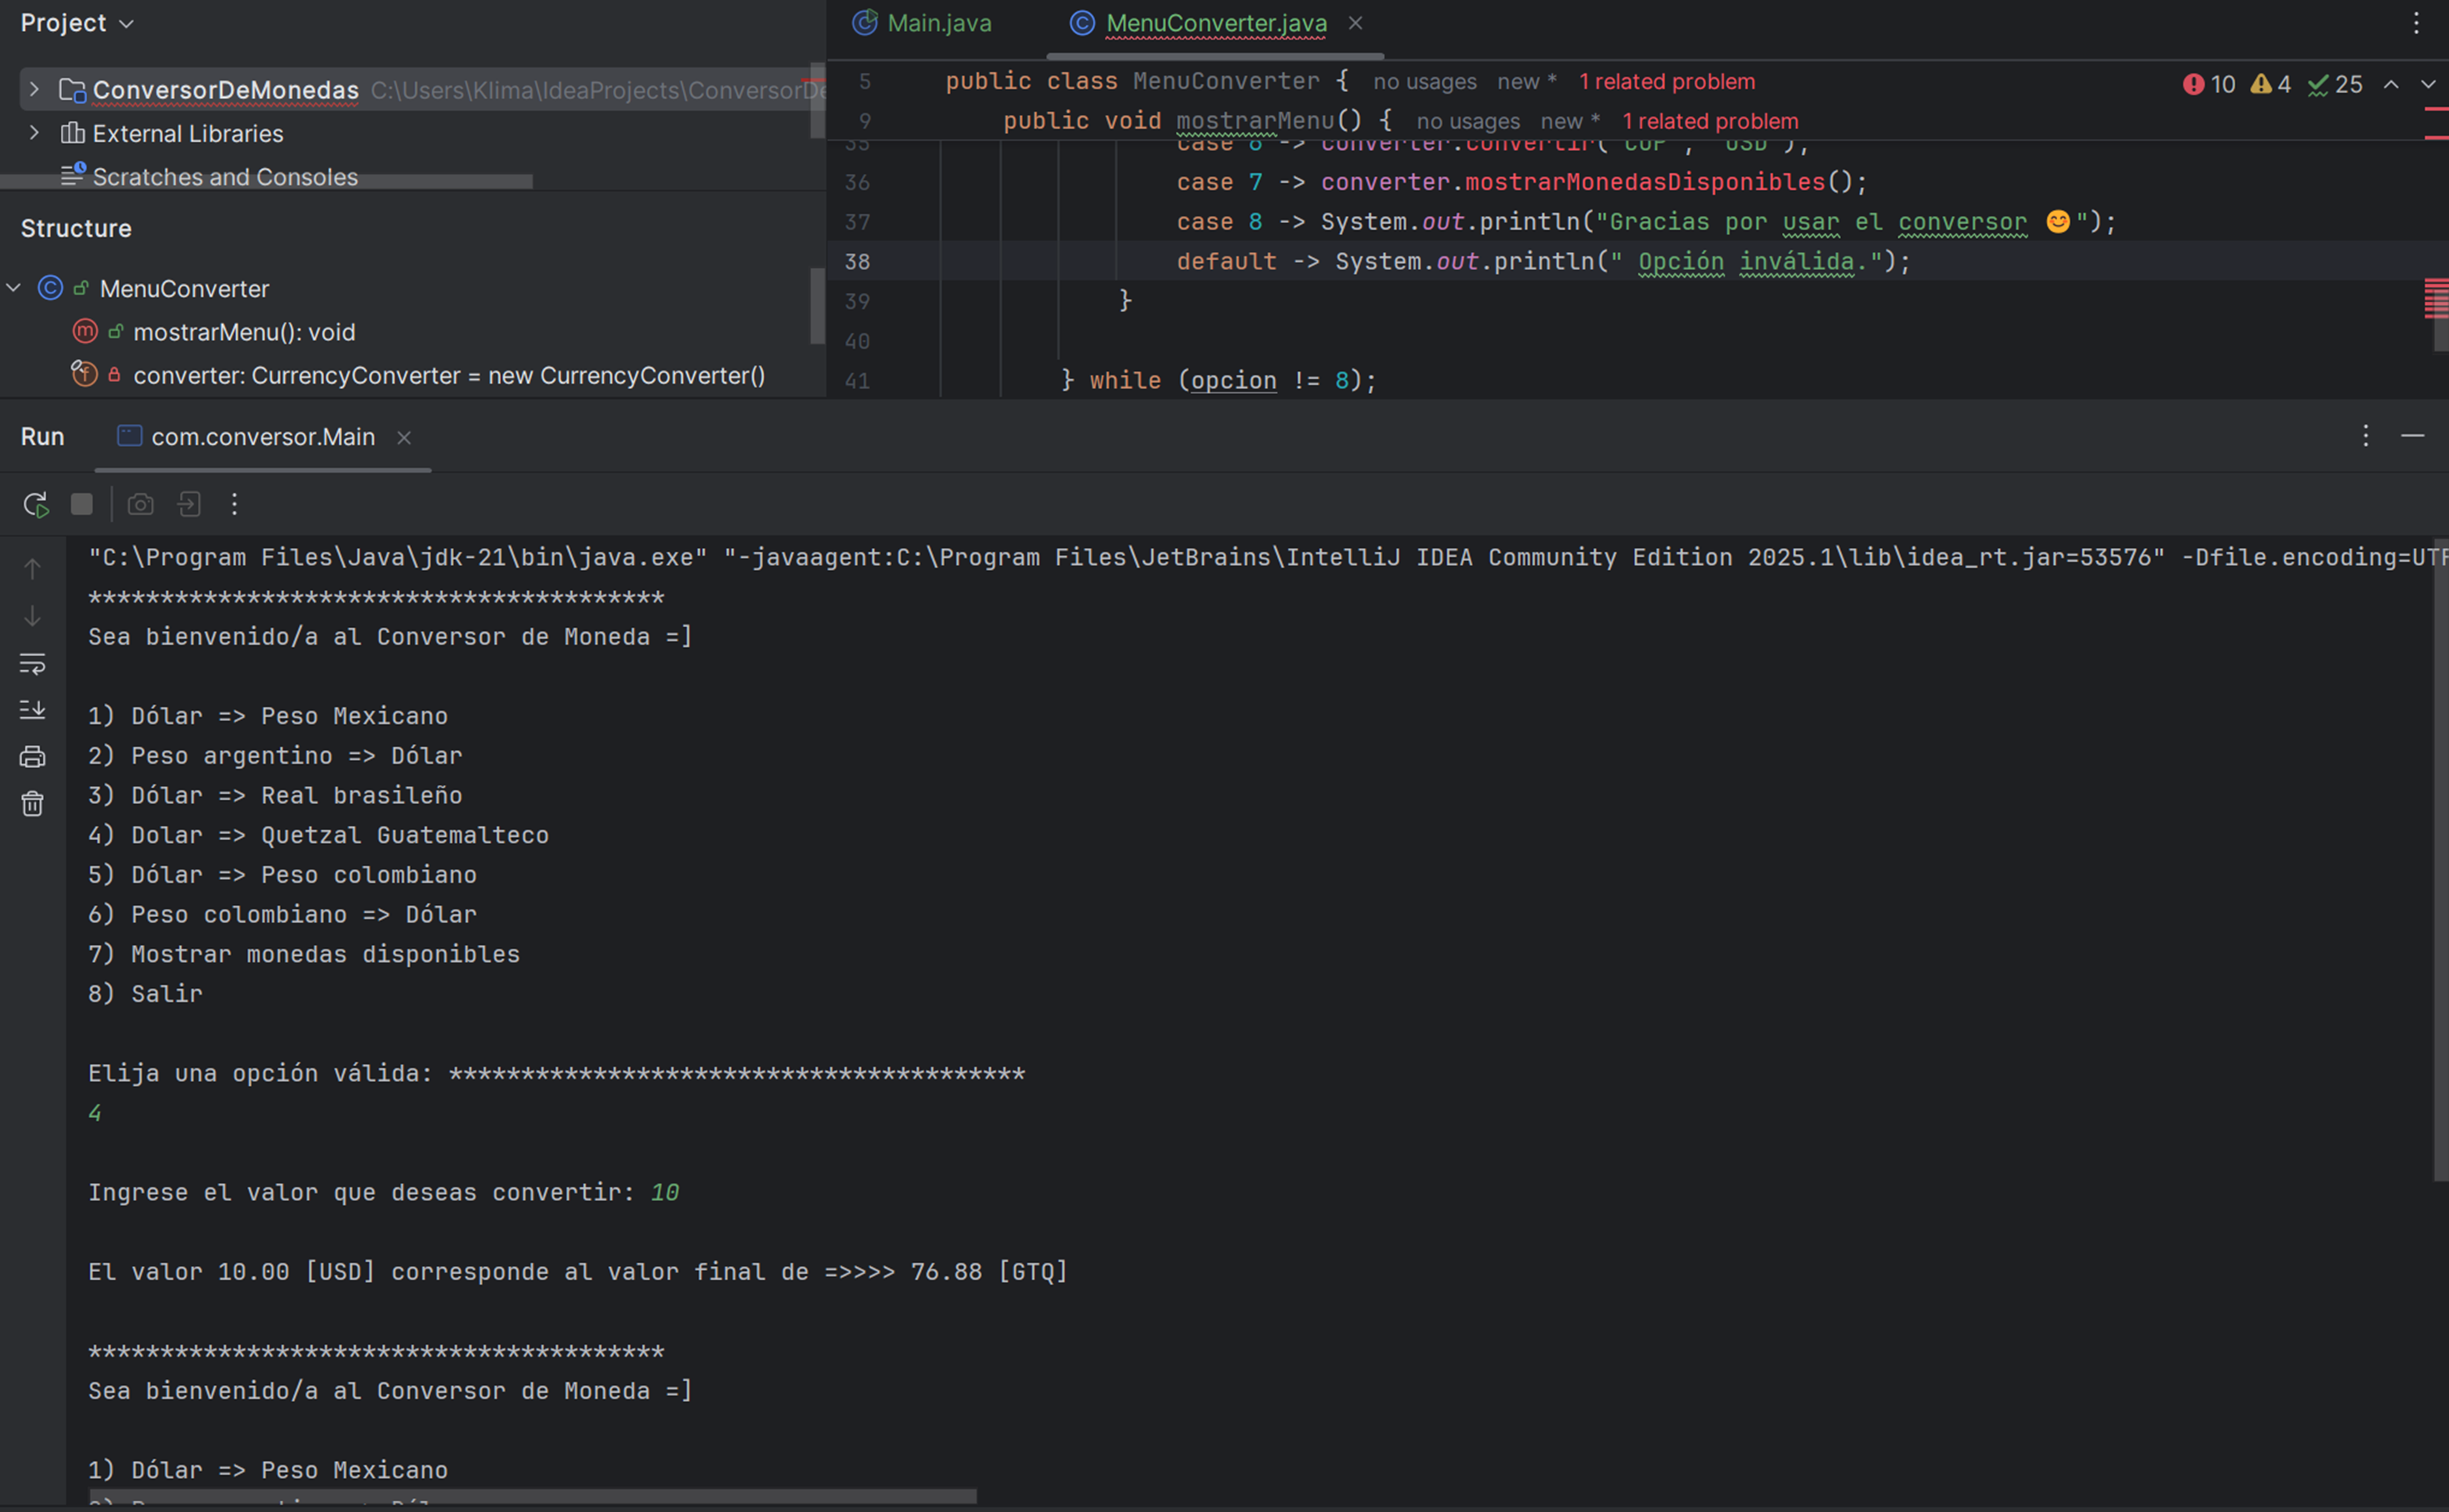 Project
ConversorDeMonedas C:\Users\Klima\IdeaProjects\ConversorDe
External Libraries
Scratches and Consoles
Structure
MenuConverter
mostrarMenu(): void
converter: CurrencyConverter = new CurrencyConverter()
Main.java MenuConverter.java
10 4 25
5 public class MenuConverter { no usages new * 1 related problem
9 public void mostrarMenu() { no usages new * 1 related problem
35 case 6 -> converter.convertir("COP", "USD");
36 case 7 -> converter.mostrarMonedasDisponibles();
37 case 8 -> System.out.println("Gracias por usar el conversor 😊");
38 default -> System.out.println(" Opción inválida.");
39 }
40
41 } while (opcion != 8);
Run com.conversor.Main
"C:\Program Files\Java\jdk-21\bin\java.exe" "-javaagent:C:\Program Files\JetBrains\IntelliJ IDEA Community Edition 2025.1\lib\idea_rt.jar=53576" -Dfile.encoding=UTF
****************************************
Sea bienvenido/a al Conversor de Moneda =]
1) Dólar => Peso Mexicano
2) Peso argentino => Dólar
3) Dólar => Real brasileño
4) Dolar => Quetzal Guatemalteco
5) Dólar => Peso colombiano
6) Peso colombiano => Dólar
7) Mostrar monedas disponibles
8) Salir
Elija una opción válida: ****************************************
4
Ingrese el valor que deseas convertir: 10
El valor 10.00 [USD] corresponde al valor final de =>>>> 76.88 [GTQ]
****************************************
Sea bienvenido/a al Conversor de Moneda =]
1) Dólar => Peso Mexicano